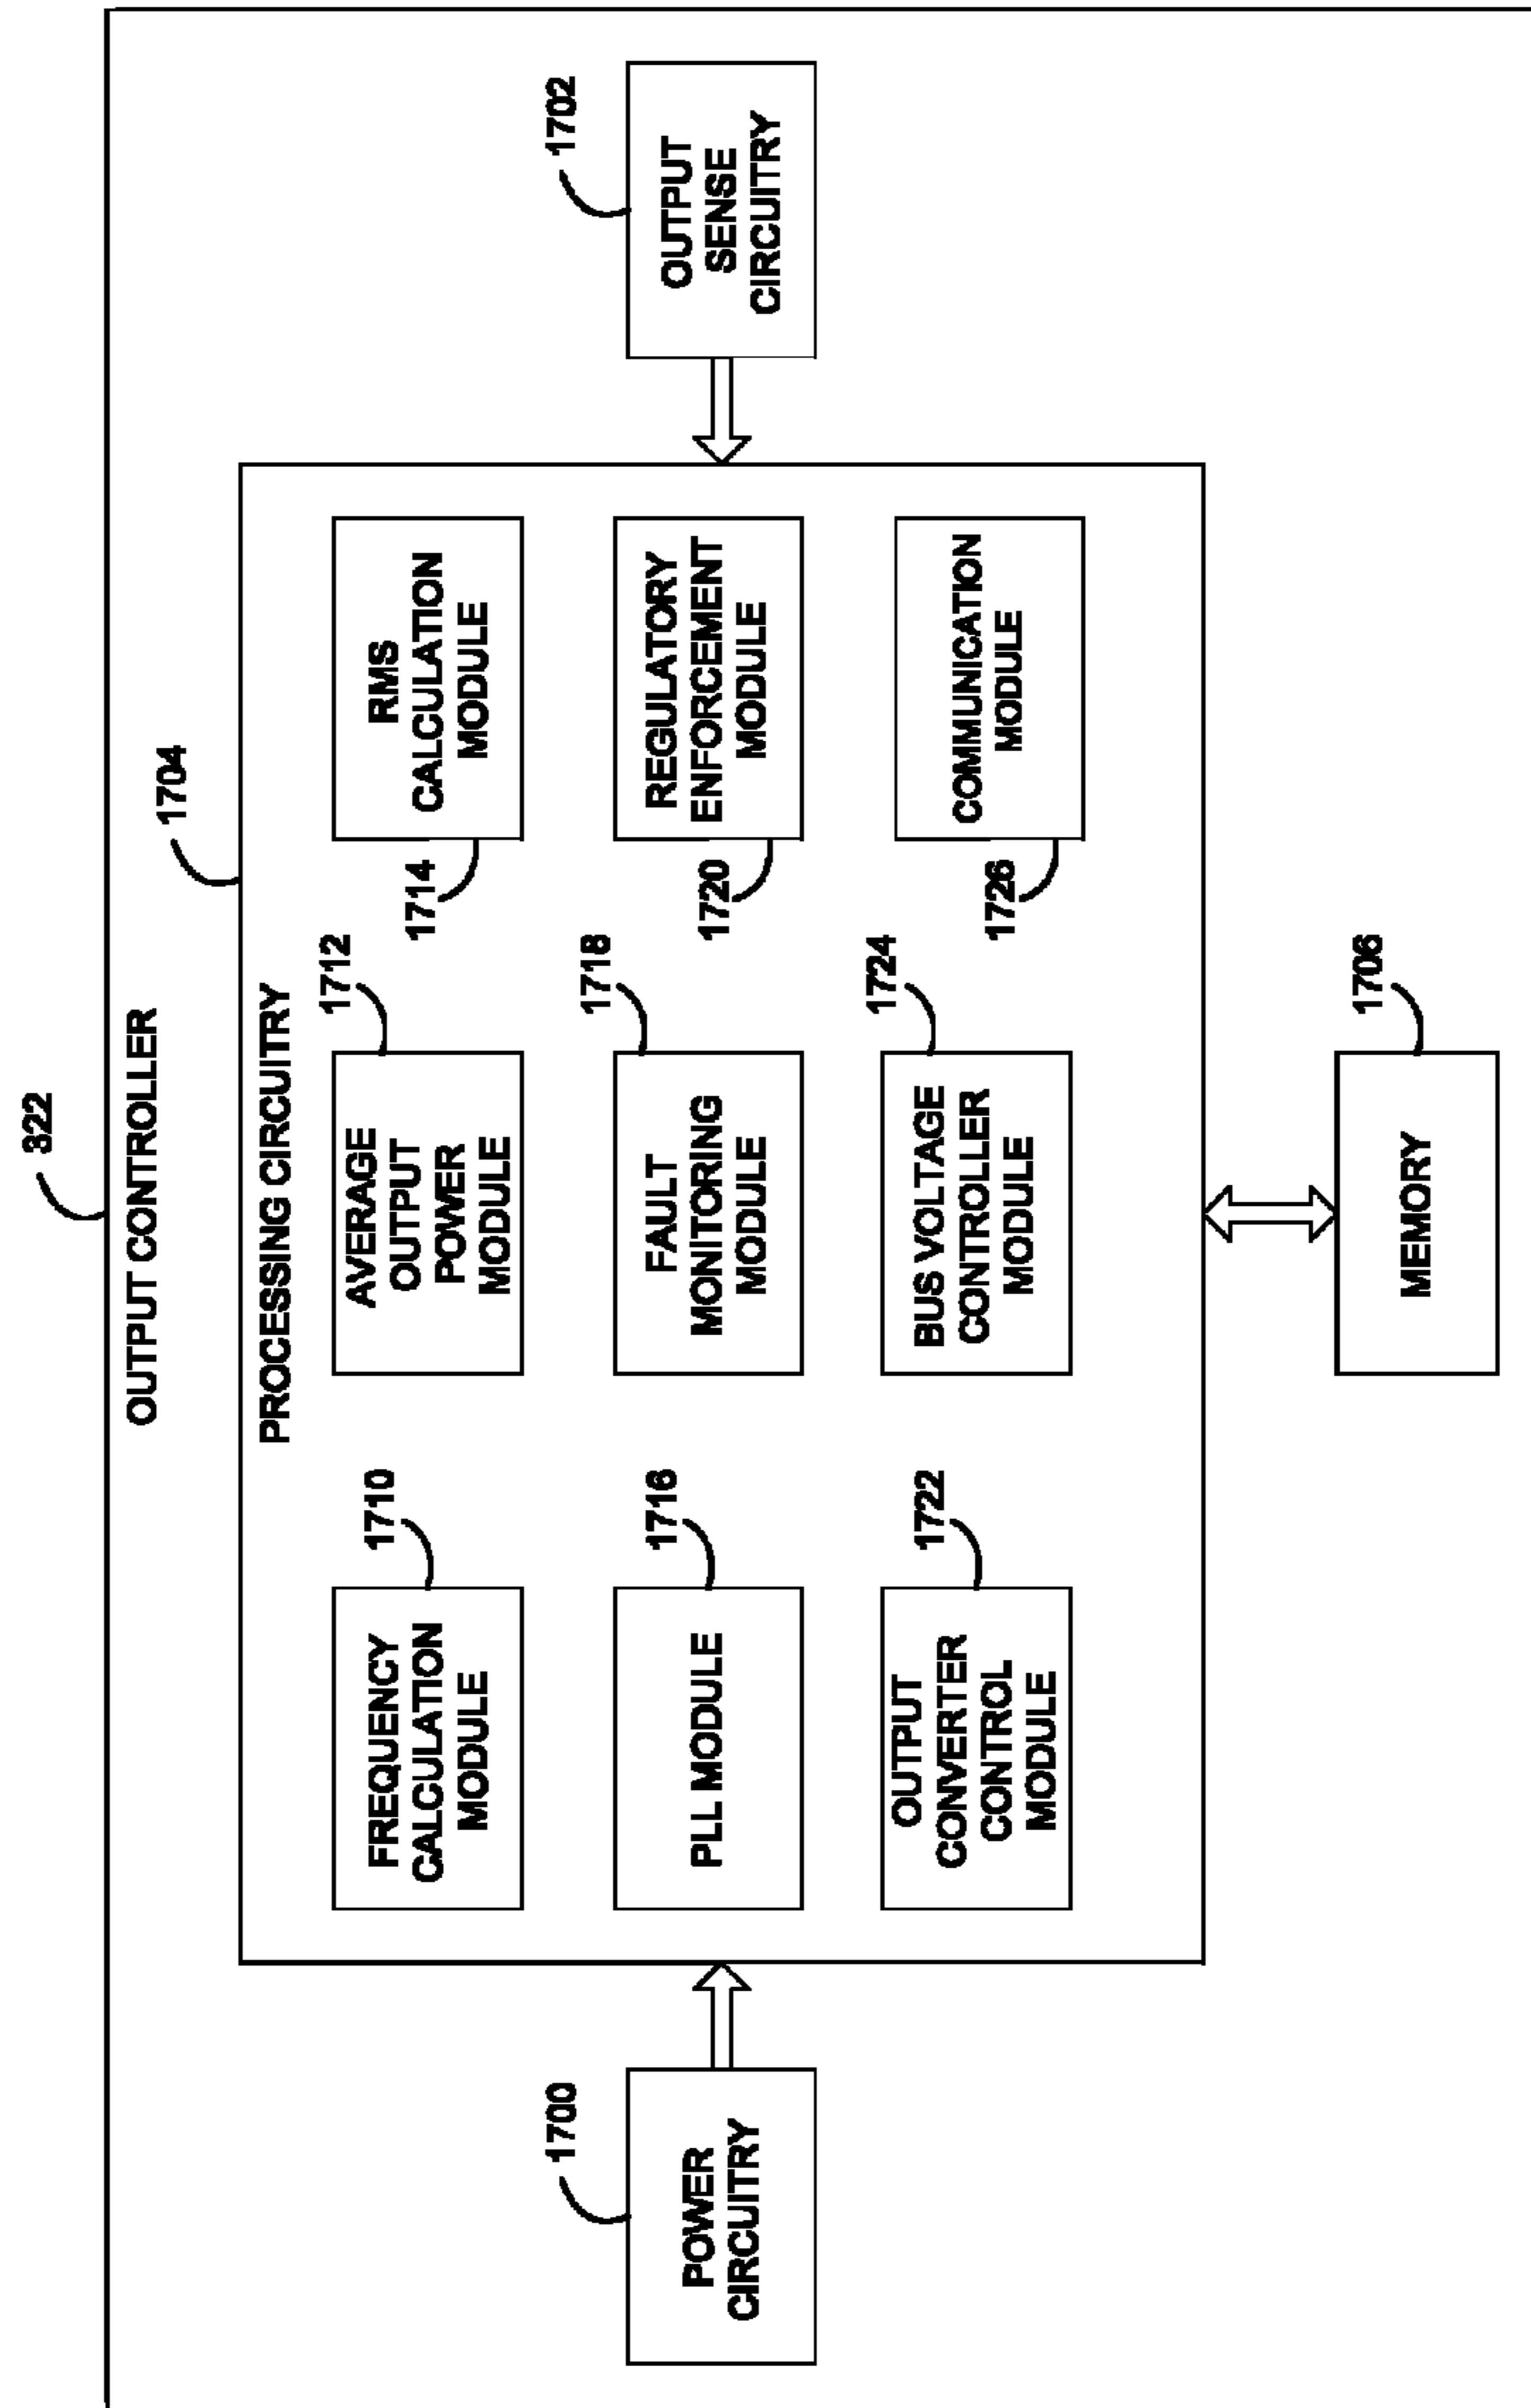 322
OUTPUT CONTROLLER
1704
PROCESSING CIRCUITRY
1710
FREQUENCY
CALCULATION
MODULE
1712
AVERAGE
OUTPUT
POWER
MODULE
1714
RMS
CALCULATION
MODULE
1700
POWER
CIRCUITRY
1716
PLL MODULE
1718
FAULT
MONITORING
MODULE
1720
REGULATORY
ENFORCEMENT
MODULE
1702
OUTPUT
SENSE
CIRCUITRY
1722
OUTPUT
CONVERTER
CONTROL
MODULE
1724
BUS VOLTAGE
CONTROLLER
MODULE
1726
COMMUNICATION
MODULE
1706
MEMORY